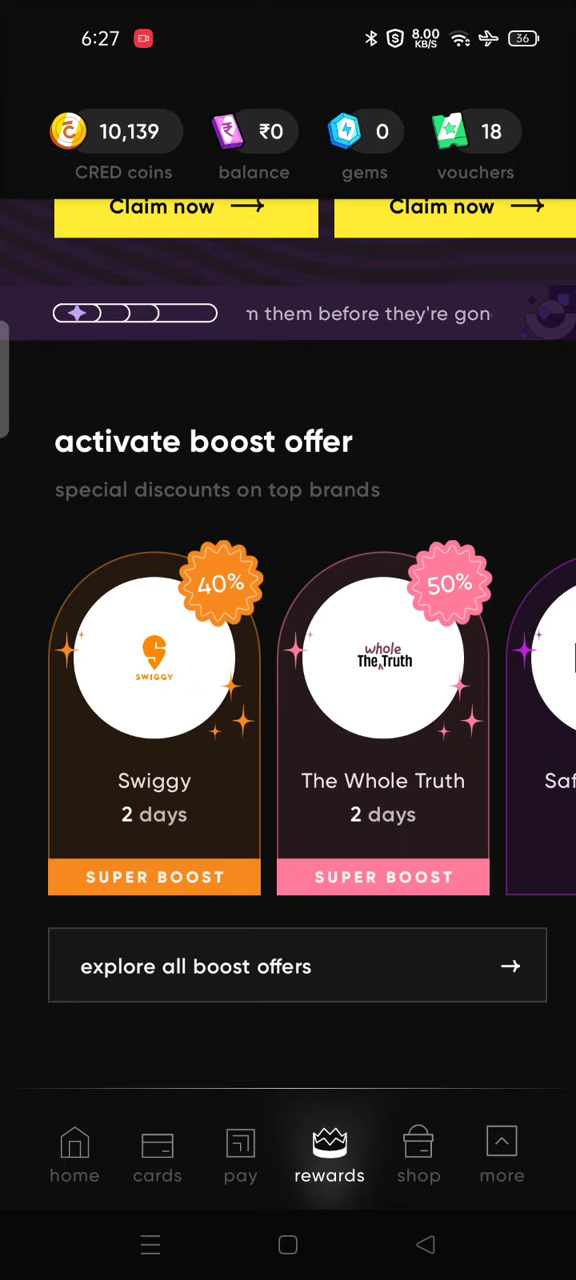 6:27 8.00 KB/S 36
10,139 ₹0 0 18
CRED coins balance gems vouchers
Claim now Claim now
m them before they're gon
activate boost offer
special discounts on top brands
40% 50%
SWIGGY whole The Truth
Swiggy The Whole Truth Saf
2 days 2 days
SUPER BOOST SUPER BOOST
explore all boost offers
home cards pay rewards shop more